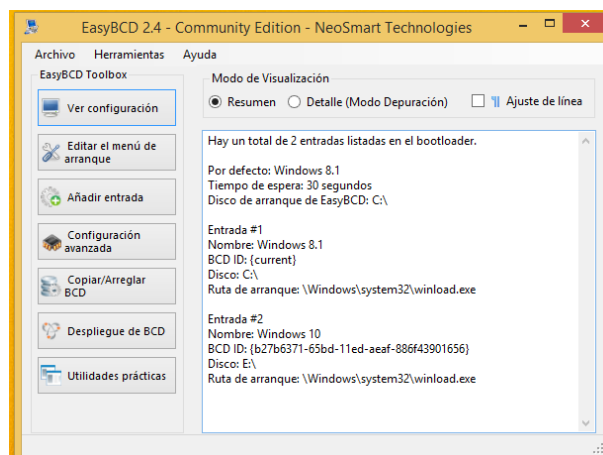 EasyBCD 2.4 - Community Edition - NeoSmart Technologies
Archivo Herramientas Ayuda
EasyBCD Toolbox
Ver configuración
Editar el menú de
arranque
Añadir entrada
Configuración
avanzada
Copiar/Arreglar
BCD
Despliegue de BCD
Utilidades prácticas
Modo de Visualización
Resumen Detalle (Modo Depuración) Ajuste de línea
Hay un total de 2 entradas listadas en el bootloader.
Por defecto: Windows 8.1
Tiempo de espera: 30 segundos
Disco de arranque de EasyBCD: C:\
Entrada #1
Nombre: Windows 8.1
BCD ID: {current}
Disco: C:\
Ruta de arranque: \Windows\system32\winload.exe
Entrada #2
Nombre: Windows 10
BCD ID: {b27b6371-65bd-11ed-aeaf-886f43901656}
Disco: E:\
Ruta de arranque: \Windows\system32\winload.exe